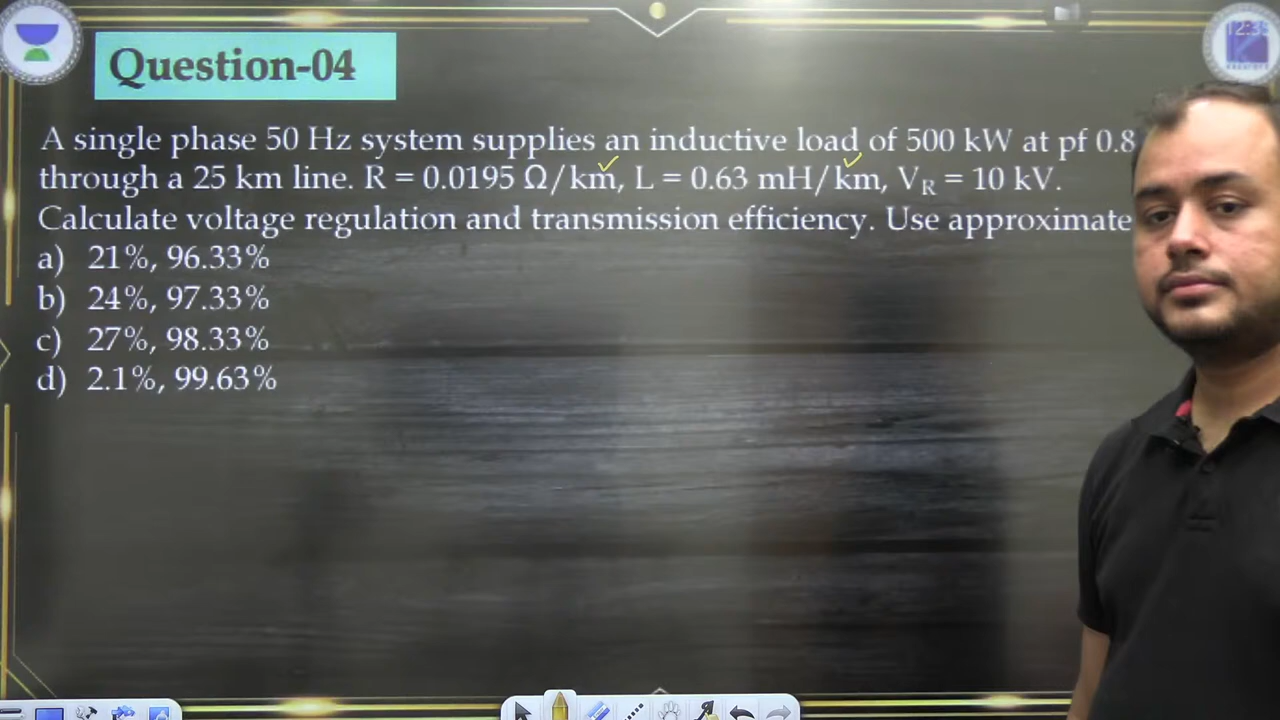 Question-04
12:35
A single phase 50 Hz system supplies an inductive load of 500 kW at pf 0.8
through a 25 km line. R = 0.0195 Ω/km, L = 0.63 mH/km, VR = 10 kV.
Calculate voltage regulation and transmission efficiency. Use approximate
a) 21%, 96.33%
b) 24%, 97.33%
c) 27%, 98.33%
d) 2.1%, 99.63%